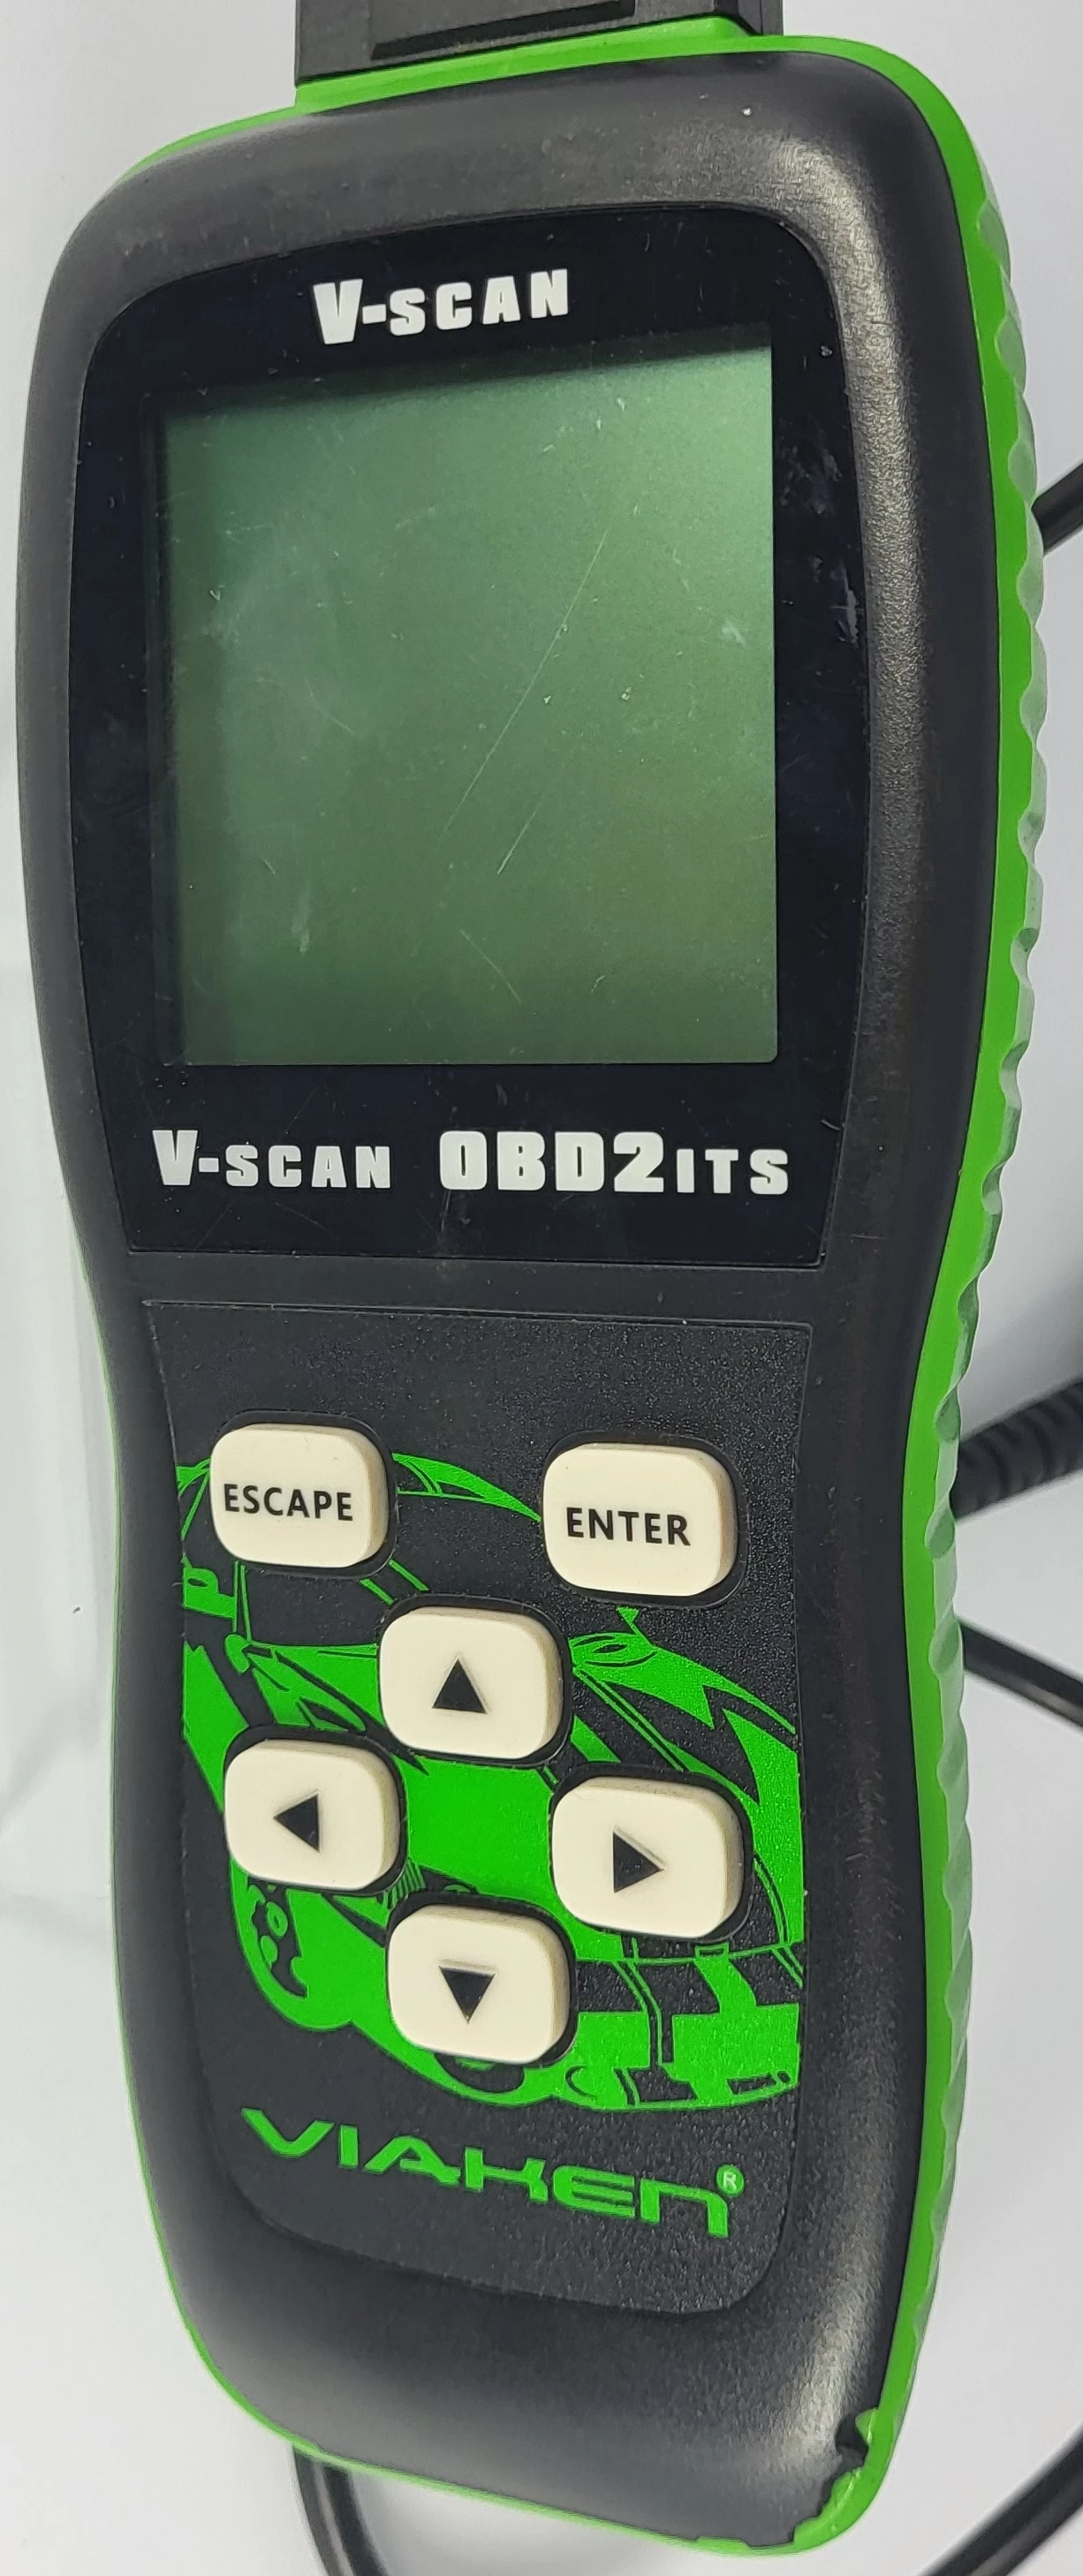 V-SCAN
V-SCAN OBD2ITS
ESCAPE
ENTER
P
VIAKEN®